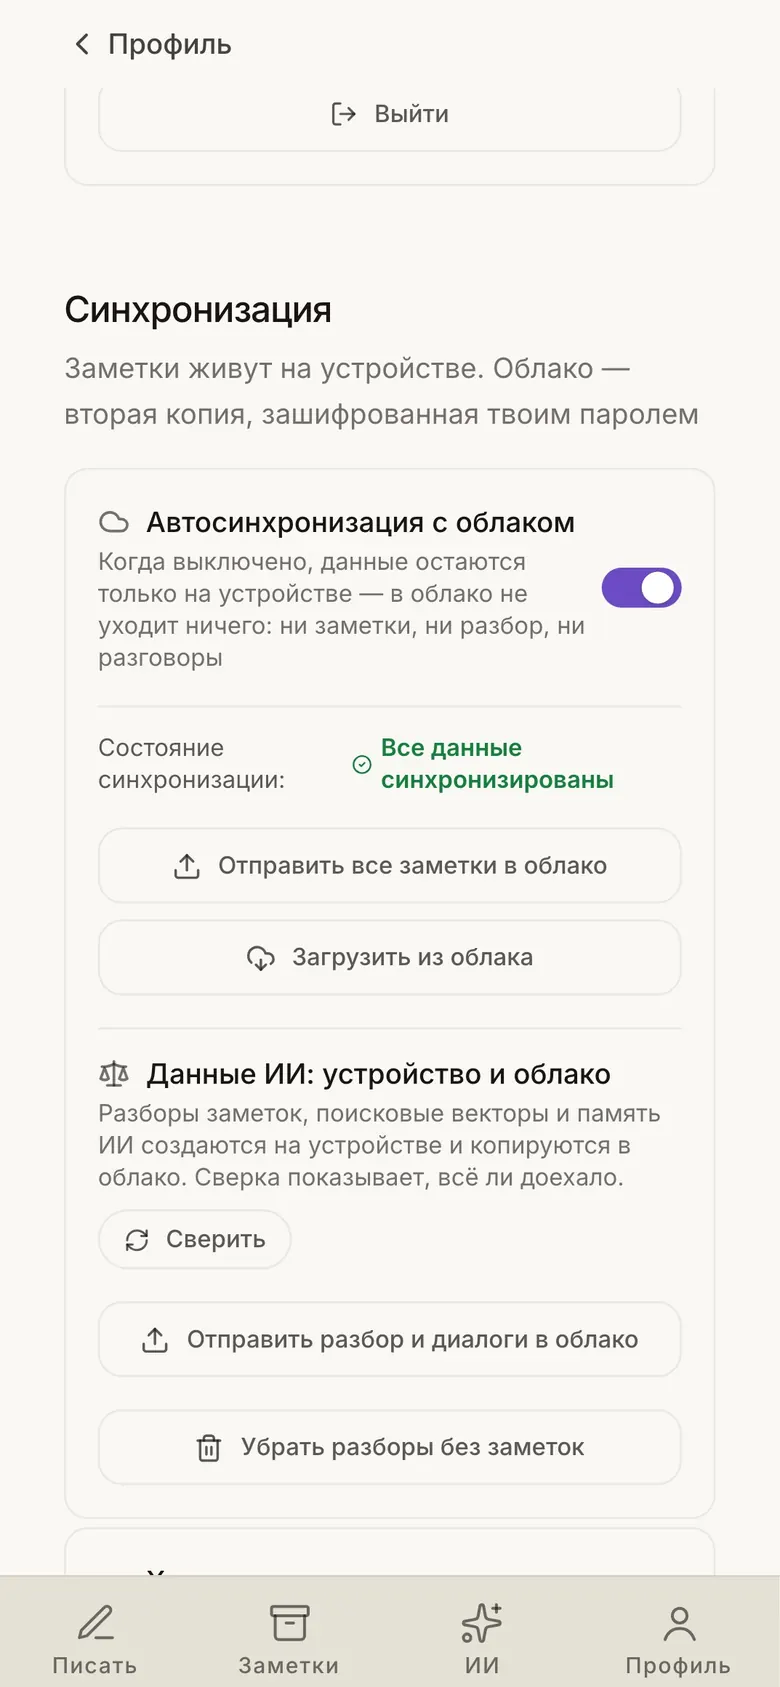 Профиль
Выйти
Синхронизация
Заметки живут на устройстве. Облако —
вторая копия, зашифрованная твоим паролем
Автосинхронизация с облаком
Когда выключено, данные остаются
только на устройстве — в облако не
уходит ничего: ни заметки, ни разбор, ни
разговоры
Состояние
синхронизации:
Все данные
синхронизированы
Отправить все заметки в облако
Загрузить из облака
Данные ИИ: устройство и облако
Разборы заметок, поисковые векторы и память
ИИ создаются на устройстве и копируются в
облако. Сверка показывает, всё ли доехало.
Сверить
Отправить разбор и диалоги в облако
Убрать разборы без заметок
Писать
Заметки
ИИ
Профиль